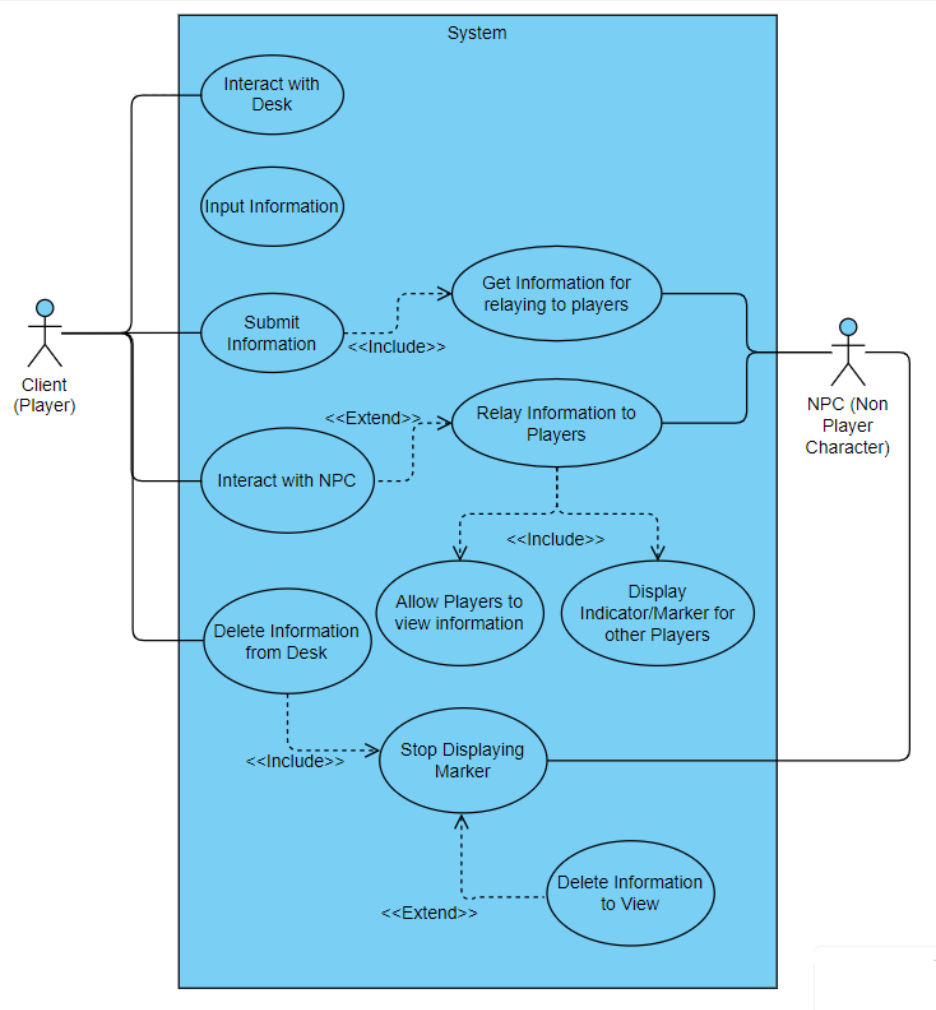 System
Interact with
Desk
Input Information
Get Information for
relaying to players
Submit
Information
<<Include>>
Client
(Player)
NPC (Non
Player
Character)
<<Extend>>
Relay Information to
Players
Interact with NPC
<<Include>>
Allow Players to
view information
Display
Indicator/Marker for
other Players
Delete Information
from Desk
<<Include>>
Stop Displaying
Marker
Delete Information
to View
<<Extend>>